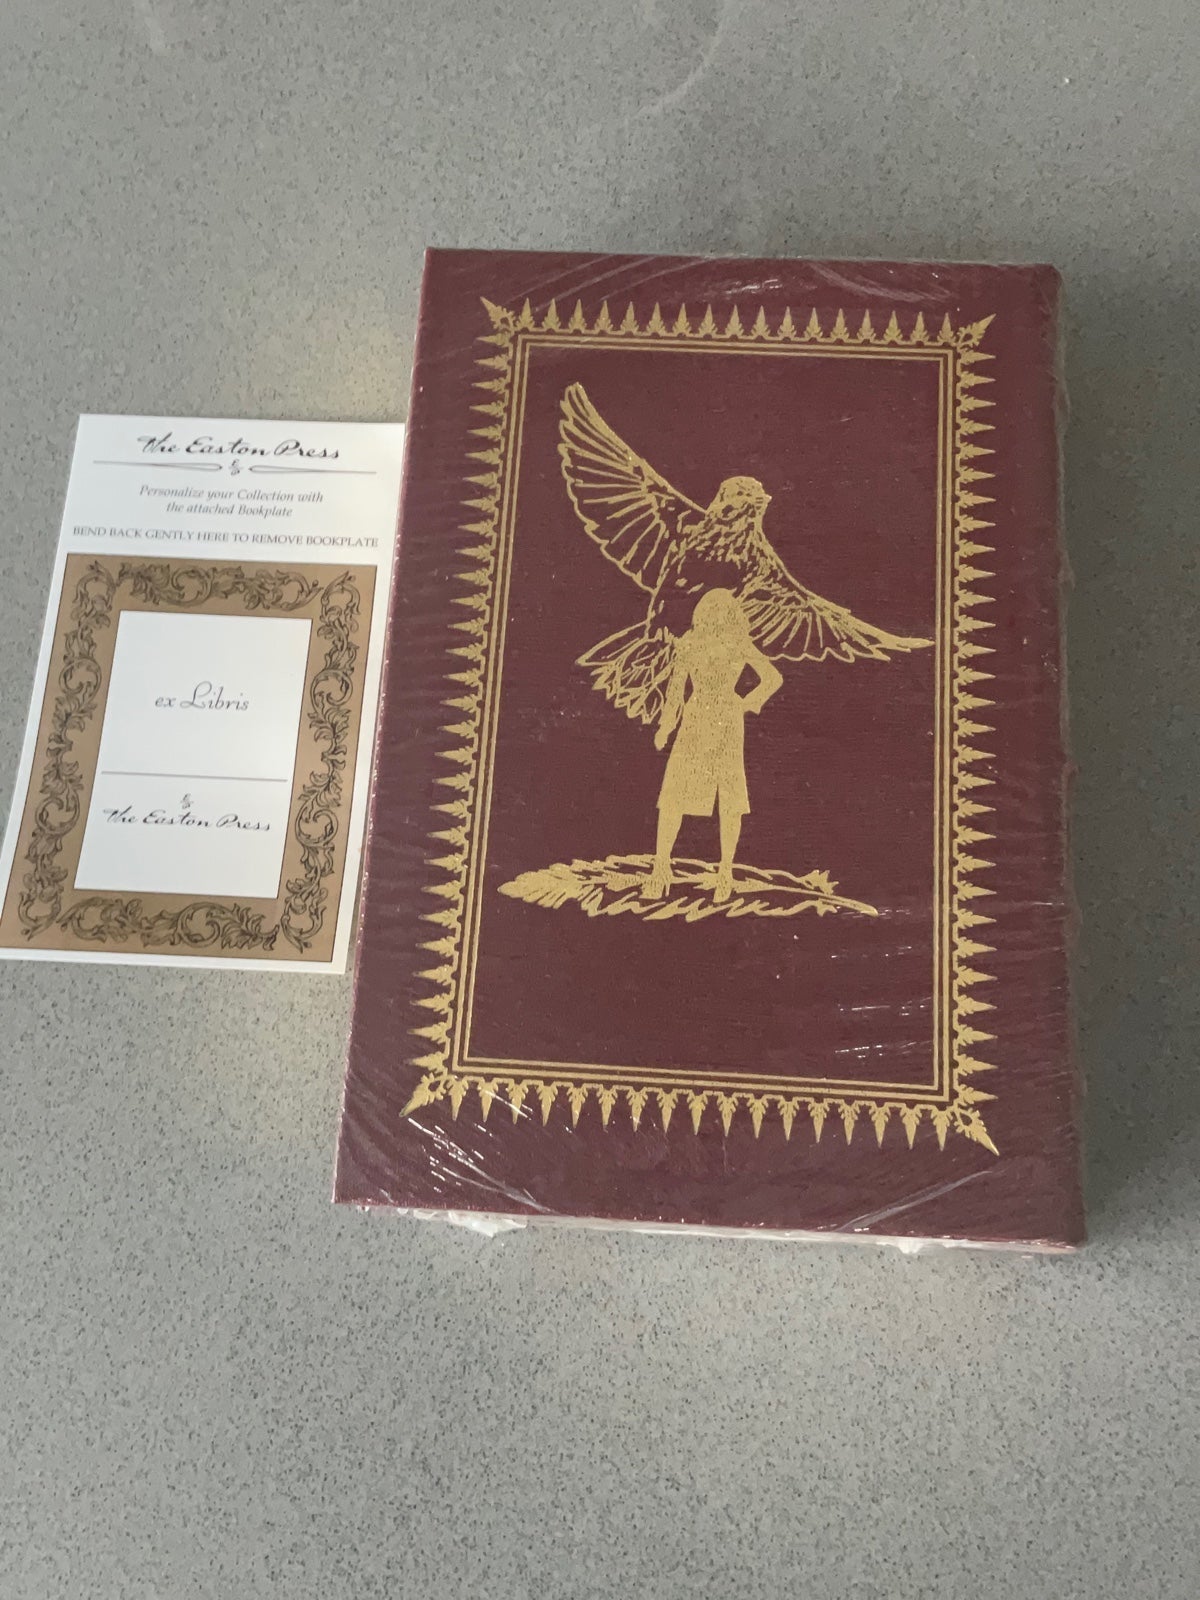 The Easton Press
E
P
Personalize your Collection with
the attached Bookplate
BEND BACK GENTLY HERE TO REMOVE BOOKPLATE
ex Libris
E
P
The Easton Press